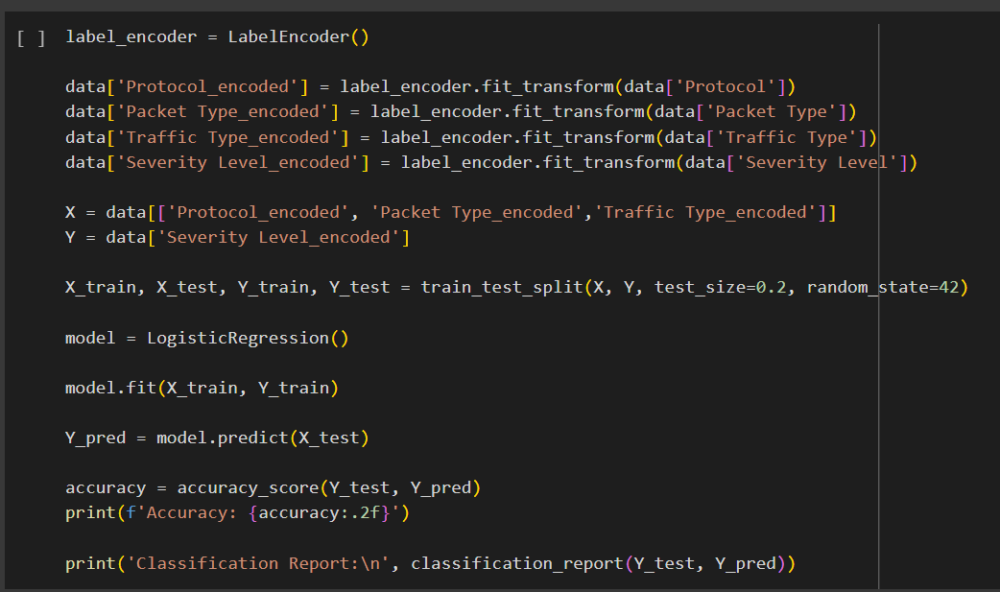 [ ] label_encoder = LabelEncoder()
data['Protocol_encoded'] = label_encoder.fit_transform(data['Protocol'])
data['Packet Type_encoded'] = label_encoder.fit_transform(data['Packet Type'])
data['Traffic Type_encoded'] = label_encoder.fit_transform(data['Traffic Type'])
data['Severity Level_encoded'] = label_encoder.fit_transform(data['Severity Level'])
X = data[['Protocol_encoded', 'Packet Type_encoded','Traffic Type_encoded']]
Y = data['Severity Level_encoded']
X_train, X_test, Y_train, Y_test = train_test_split(X, Y, test_size=0.2, random_state=42)
model = LogisticRegression()
model.fit(X_train, Y_train)
Y_pred = model.predict(X_test)
accuracy = accuracy_score(Y_test, Y_pred)
print(f'Accuracy: {accuracy:.2f}')
print('Classification Report:\n', classification_report(Y_test, Y_pred))